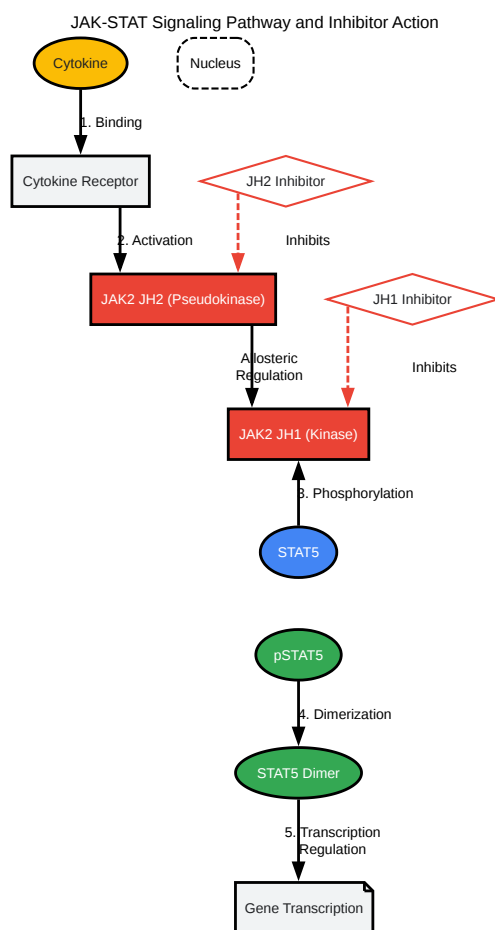 JAK-STAT Signaling Pathway and Inhibitor Action
Cytokine
Nucleus
1. Binding
Cytokine Receptor
JH2 Inhibitor
2. Activation
Inhibits
JAK2 JH2 (Pseudokinase)
JH1 Inhibitor
Allosteric
Regulation
Inhibits
JAK2 JH1 (Kinase)
3. Phosphorylation
STAT5
pSTAT5
4. Dimerization
STAT5 Dimer
5. Transcription
Regulation
Gene Transcription